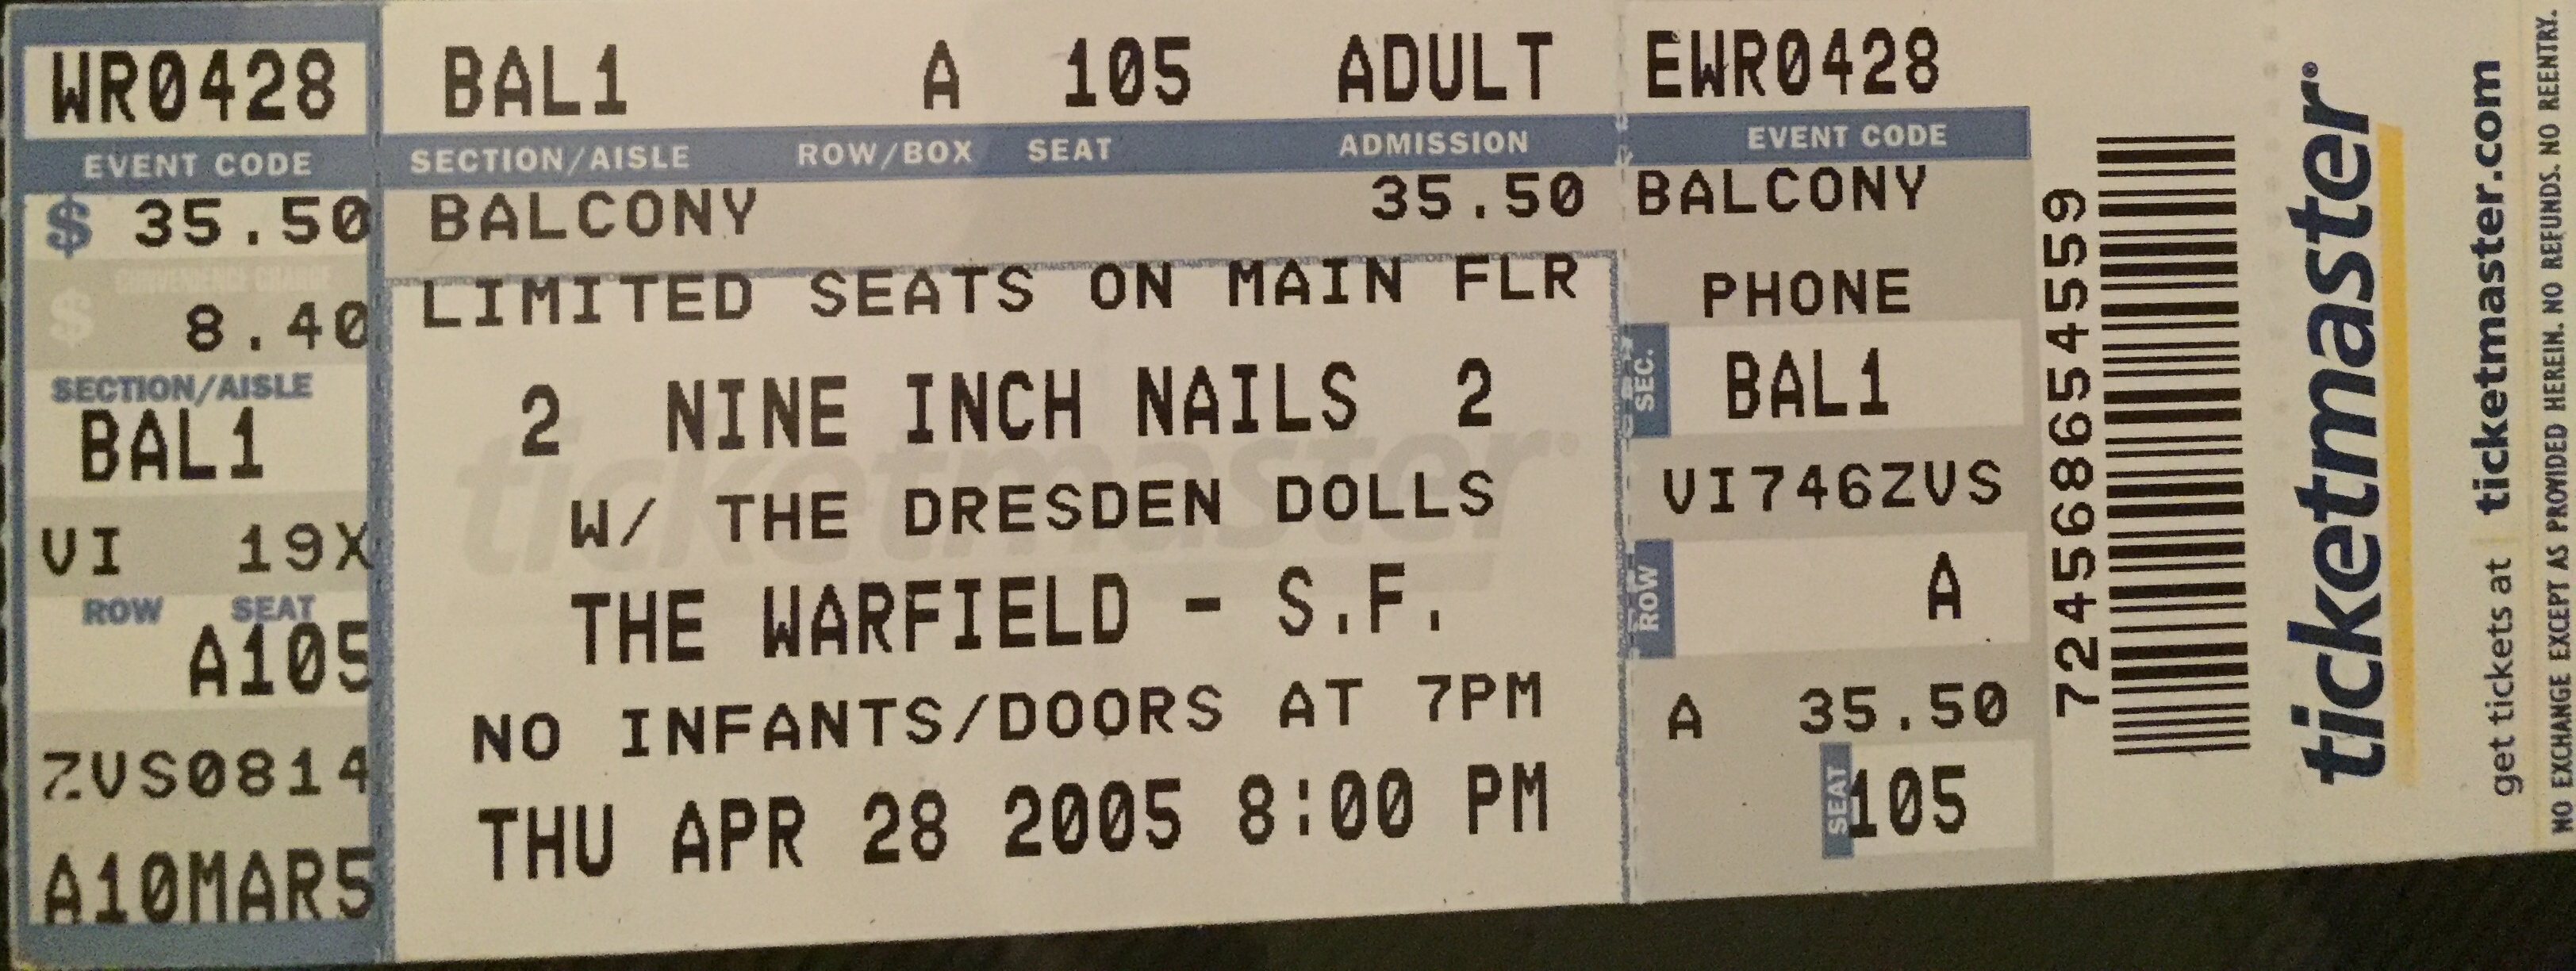 WR0428
EVENT CODE
$ 35.50
CONVENIENCE CHARGE
$ 8.40
SECTION/AISLE
BAL1
VI 19X
ROW SEAT
A105
ZVS0814
A10MAR5
BAL1 A 105 ADULT
SECTION/AISLE ROW/BOX SEAT ADMISSION
BALCONY 35.50
LIMITED SEATS ON MAIN FLR
2 NINE INCH NAILS 2
W/ THE DRESDEN DOLLS
THE WARFIELD - S.F.
NO INFANTS/DOORS AT 7PM
THU APR 28 2005 8:00 PM
ticketmaster®
EWR0428
EVENT CODE
BALCONY
PHONE
SEC.
BAL1
VI746ZVS
ROW
A
A 35.50
SEAT
105
724568654559
ticketmaster®
get tickets at ticketmaster.com
NO EXCHANGE EXCEPT AS PROVIDED HEREIN. NO REFUNDS. NO REENTRY.